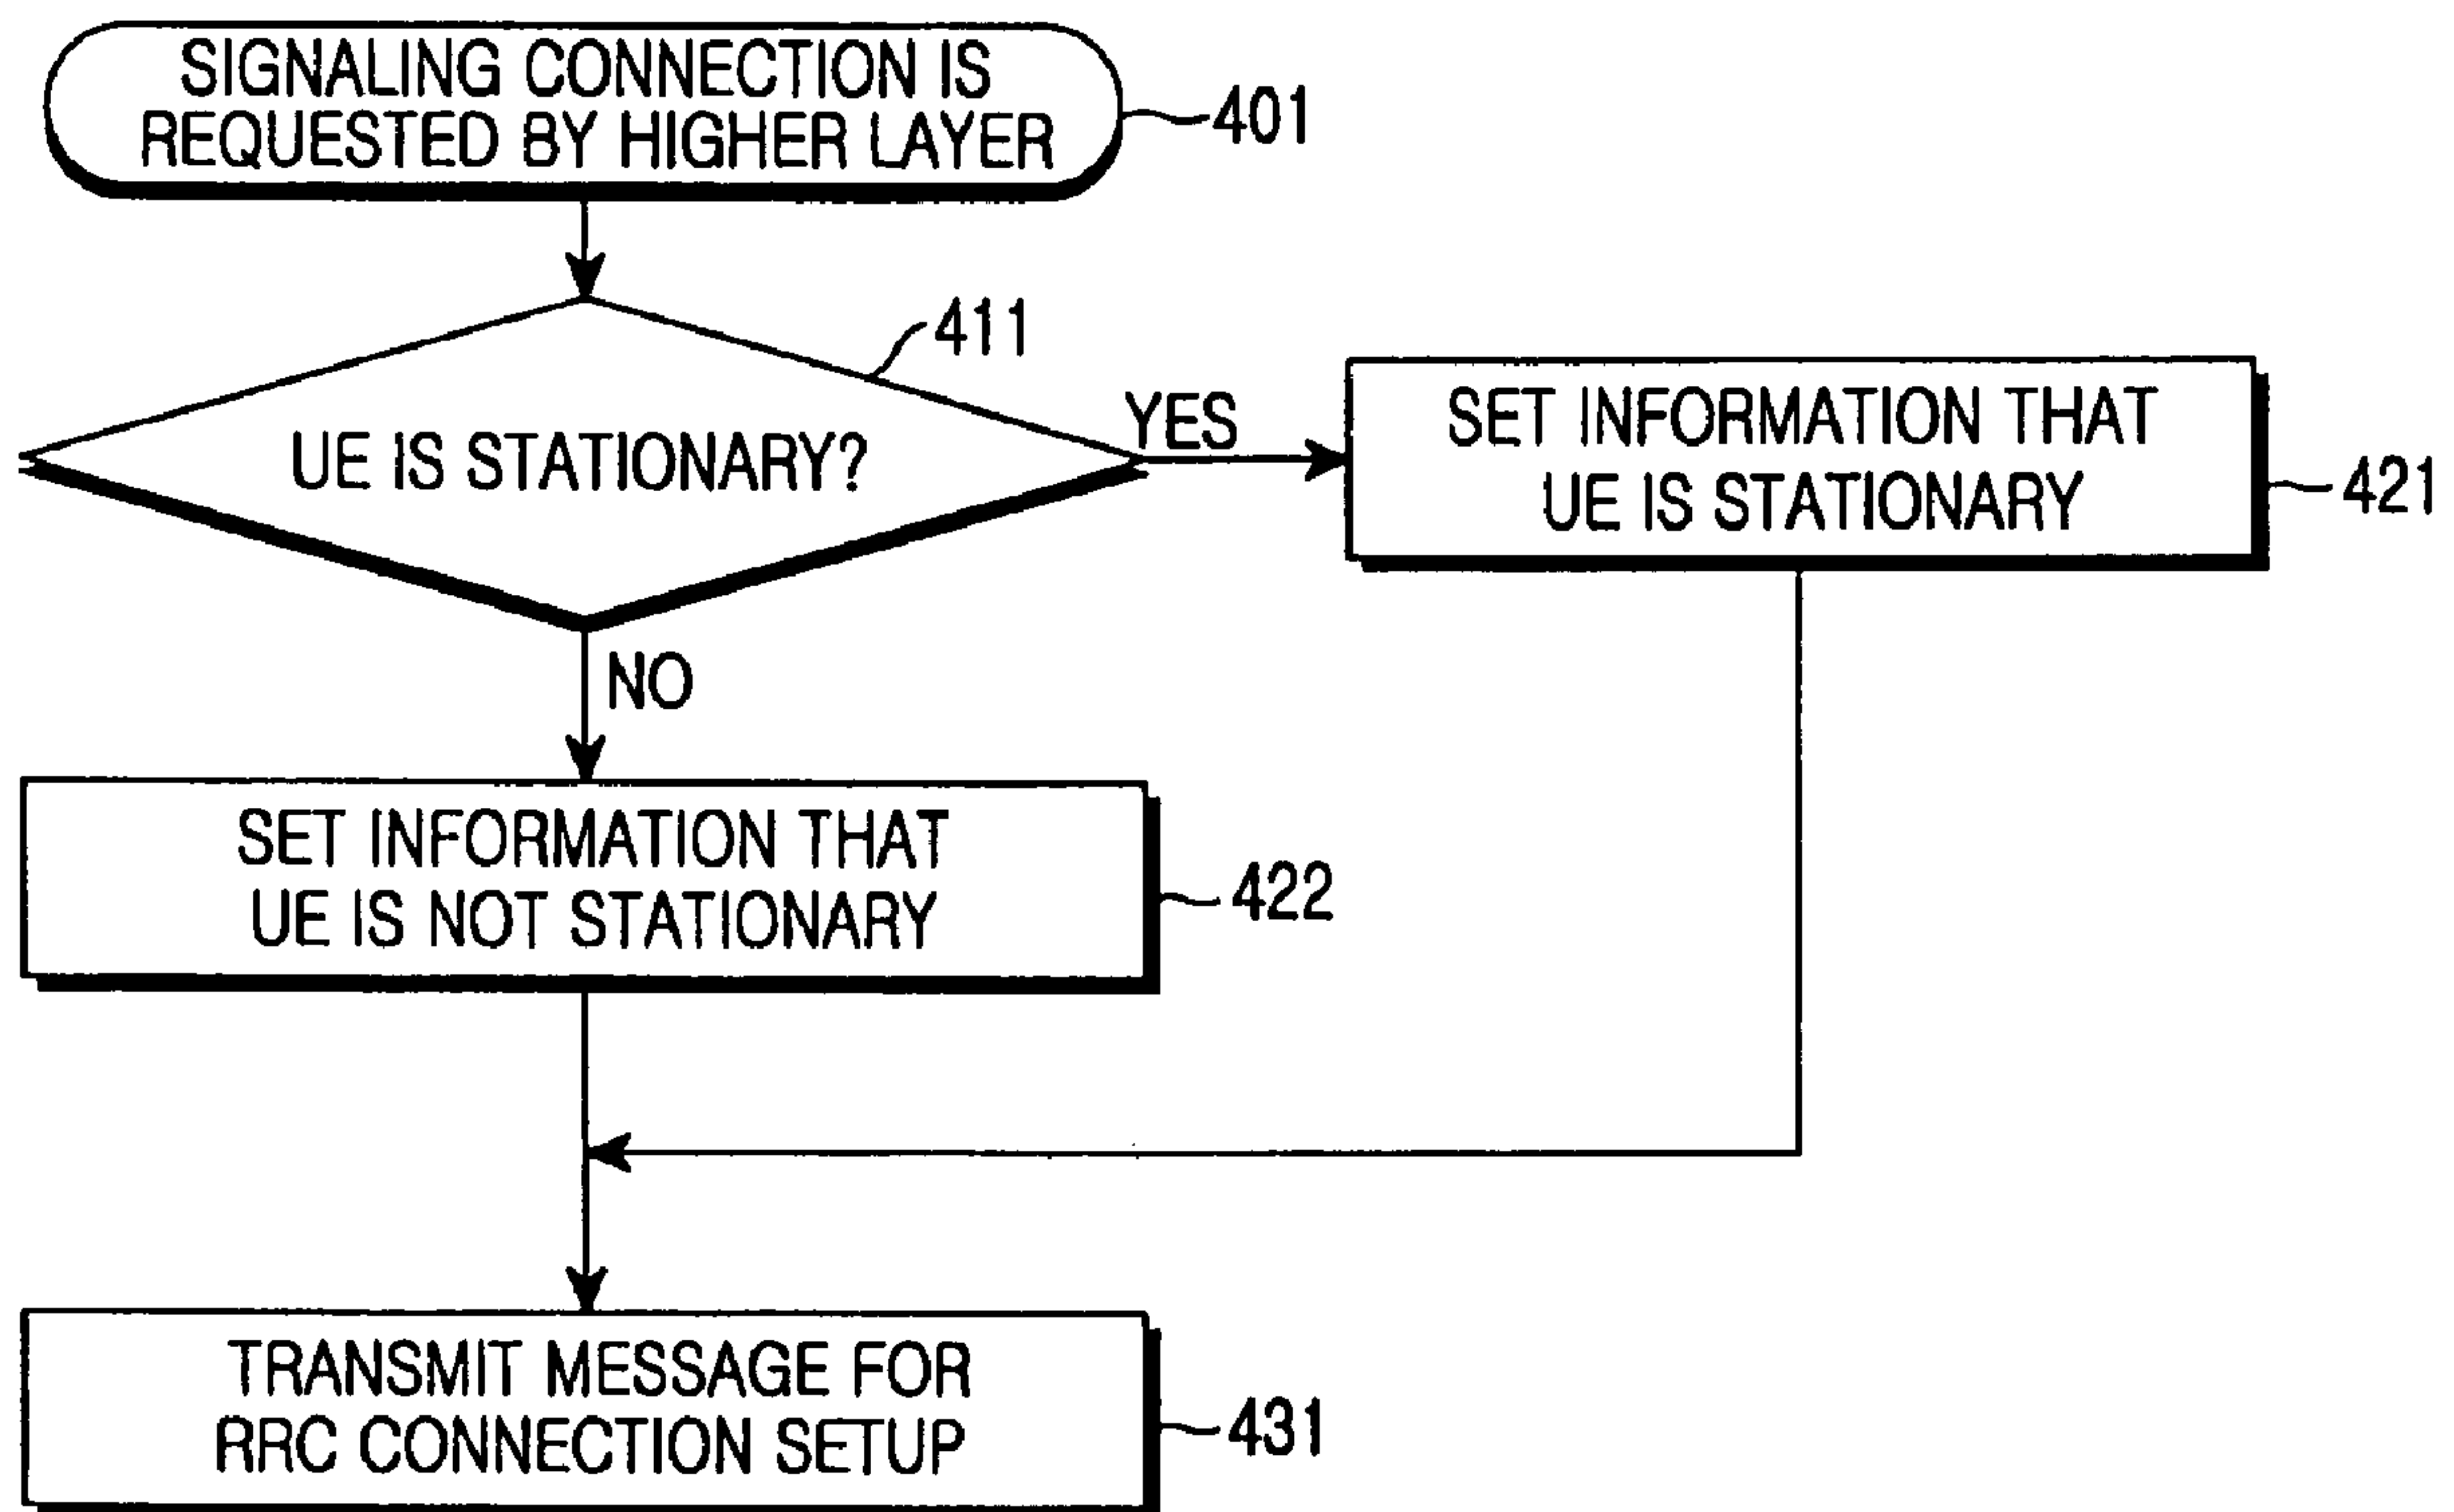 SIGNALING CONNECTION IS
REQUESTED BY HIGHER LAYER
401
411
UE IS STATIONARY?
YES
SET INFORMATION THAT
UE IS STATIONARY
421
NO
SET INFORMATION THAT
UE IS NOT STATIONARY
422
TRANSMIT MESSAGE FOR
RRC CONNECTION SETUP
431